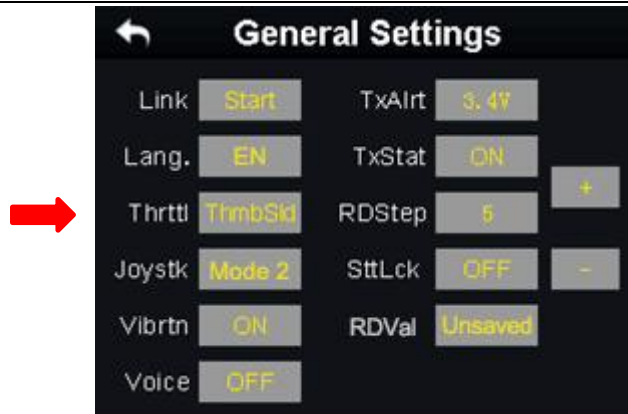 General Settings
Link Start TxAlrt 3.4V
Lang. EN TxStat ON
+
Thrttl ThmbSld RDStep 5
Joystk Mode 2 SttLck OFF -
Vibrtn ON RDVal Unsaved
Voice OFF